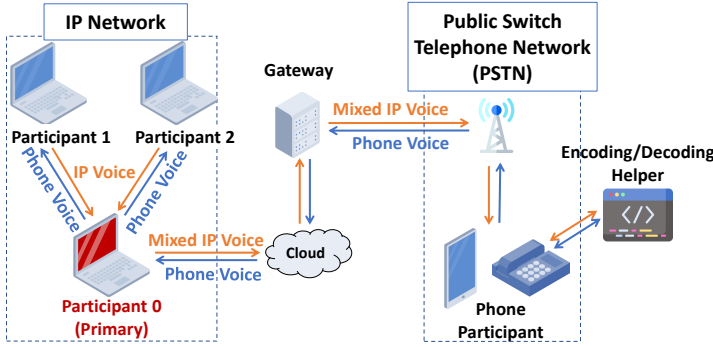 IP Network
Public Switch
Telephone Network
(PSTN)
Gateway
Mixed IP Voice
Phone Voice
Participant 1
Participant 2
Encoding/Decoding
Helper
Phone Voice
IP Voice
Phone Voice
</>
Mixed IP Voice
Phone Voice
Cloud
Participant 0
(Primary)
Phone
Participant